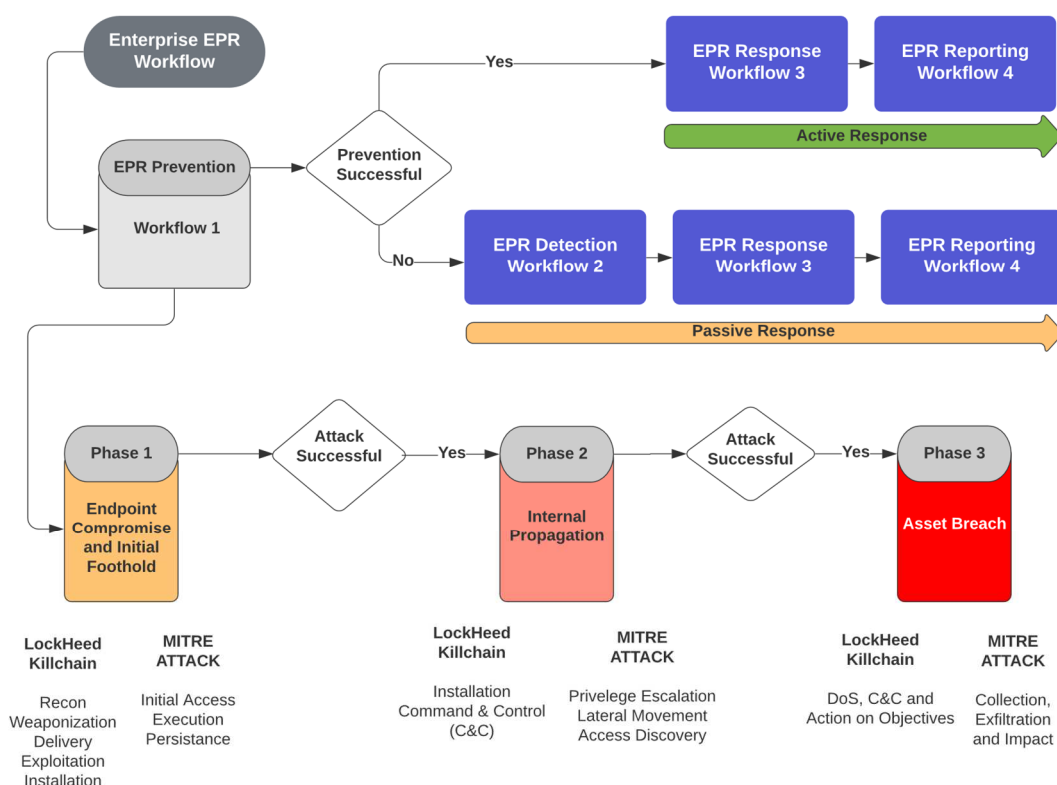 Enterprise EPR
Workflow
Yes
EPR Response
Workflow 3
EPR Reporting
Workflow 4
Active Response
EPR Prevention
Workflow 1
Prevention
Successful
No
EPR Detection
Workflow 2
EPR Response
Workflow 3
EPR Reporting
Workflow 4
Passive Response
Phase 1
Endpoint
Compromise
and Initial
Foothold
Attack
Successful
Yes
Phase 2
Internal
Propagation
Attack
Successful
Yes
Phase 3
Asset Breach
LockHeed
Killchain
Recon
Weaponization
Delivery
Exploitation
Installation
MITRE
ATTACK
Initial Access
Execution
Persistance
LockHeed
Killchain
Installation
Command & Control
(C&C)
MITRE
ATTACK
Privelege Escalation
Lateral Movement
Access Discovery
LockHeed
Killchain
DoS, C&C and
Action on Objectives
MITRE
ATTACK
Collection,
Exfiltration
and Impact